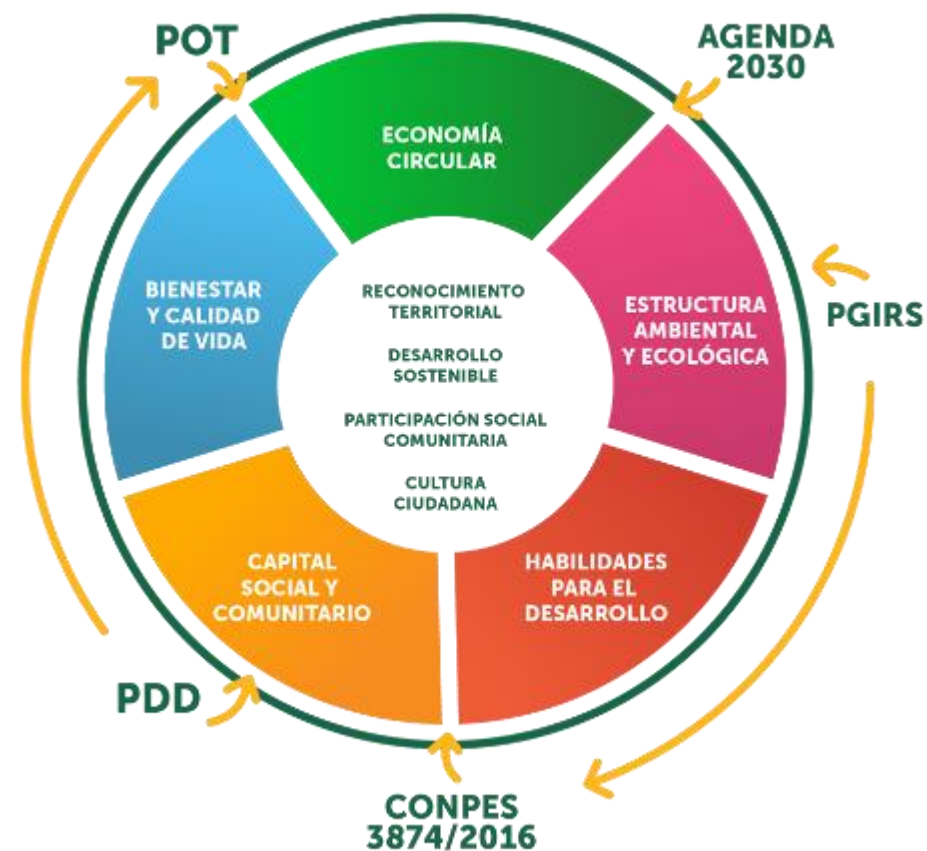 POT
AGENDA
2030
ECONOMÍA
CIRCULAR
BIENESTAR
Y CALIDAD
DE VIDA
RECONOCIMIENTO
TERRITORIAL
DESARROLLO
SOSTENIBLE
PARTICIPACIÓN SOCIAL
COMUNITARIA
CULTURA
CIUDADANA
ESTRUCTURA
AMBIENTAL
Y ECOLÓGICA
PGIRS
CAPITAL
SOCIAL Y
COMUNITARIO
HABILIDADES
PARA EL
DESARROLLO
PDD
CONPES
3874/2016